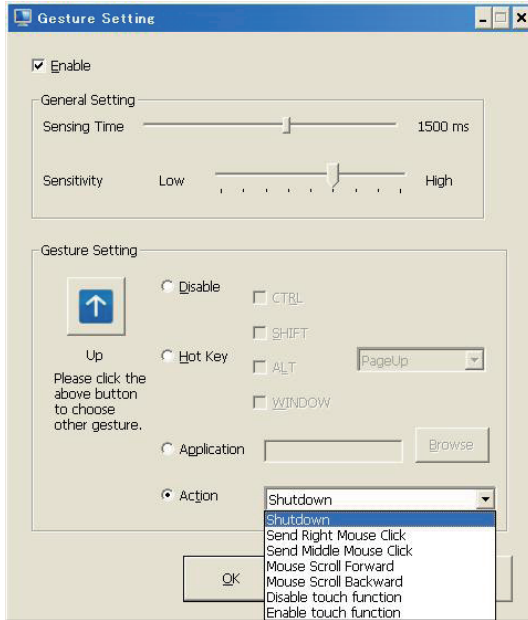 Gesture Setting
Enable
General Setting
Sensing Time 1500 ms
Sensitivity Low High
Gesture Setting
Disable
CTRL
SHIFT
Up
Hot Key
ALT
PageUp
Please click the
above button
to choose
other gesture.
WINDOW
Application
Browse
Action
Shutdown
Shutdown
Send Right Mouse Click
Send Middle Mouse Click
Mouse Scroll Forward
Mouse Scroll Backward
Disable touch function
Enable touch function
OK